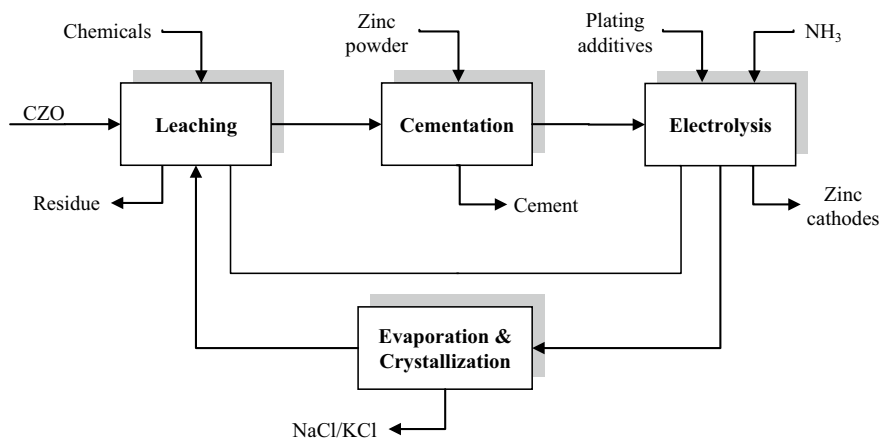 Chemicals
Zinc
powder
Plating
additives
NH3
CZO
Leaching
Cementation
Electrolysis
Residue
Cement
Zinc
cathodes
Evaporation &
Crystallization
NaCl/KCl